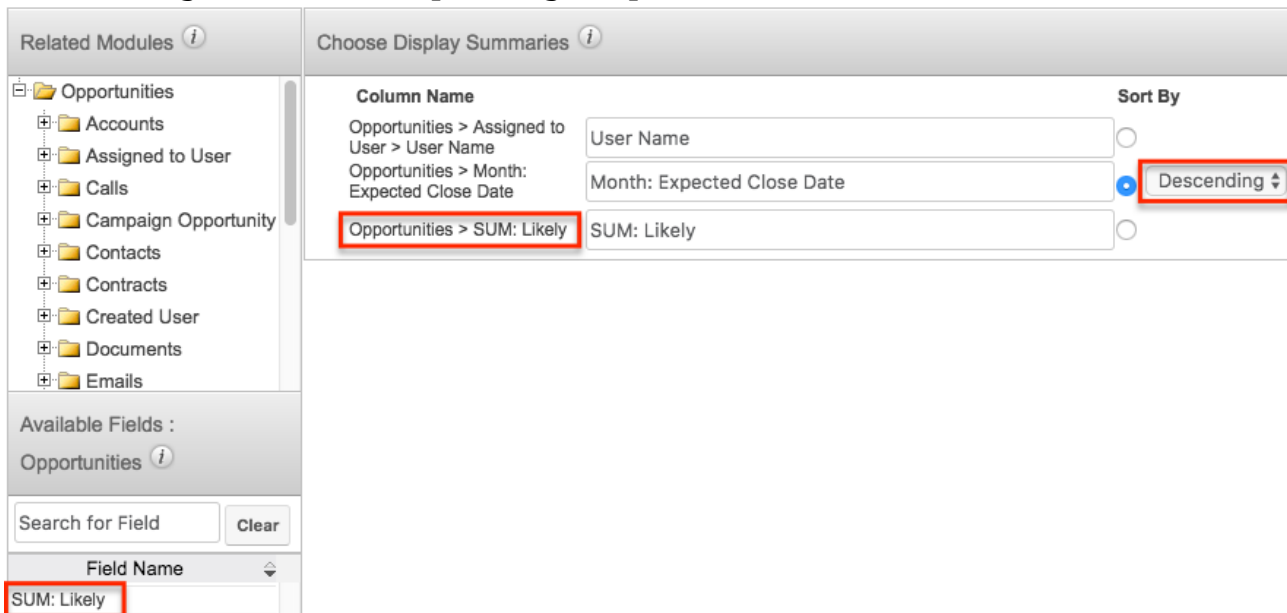 Related Modules i
Choose Display Summaries i
Opportunities
Accounts
Assigned to User
Calls
Campaign Opportunity
Contacts
Contracts
Created User
Documents
Emails
Column Name
Sort By
Opportunities > Assigned to
User > User Name
User Name
Opportunities > Month:
Expected Close Date
Month: Expected Close Date
Descending
Opportunities > SUM: Likely
SUM: Likely
Available Fields :
Opportunities i
Search for Field
Clear
Field Name
SUM: Likely